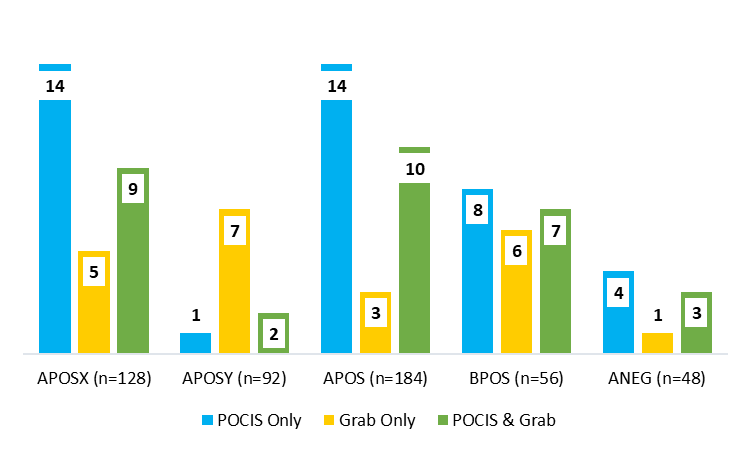 14 5 9 1 7 2 14 3 10 8 6 7 4 1 3
APOSX (n=128) APOSY (n=92) APOS (n=184) BPOS (n=56) ANEG (n=48)
POCIS Only Grab Only POCIS & Grab